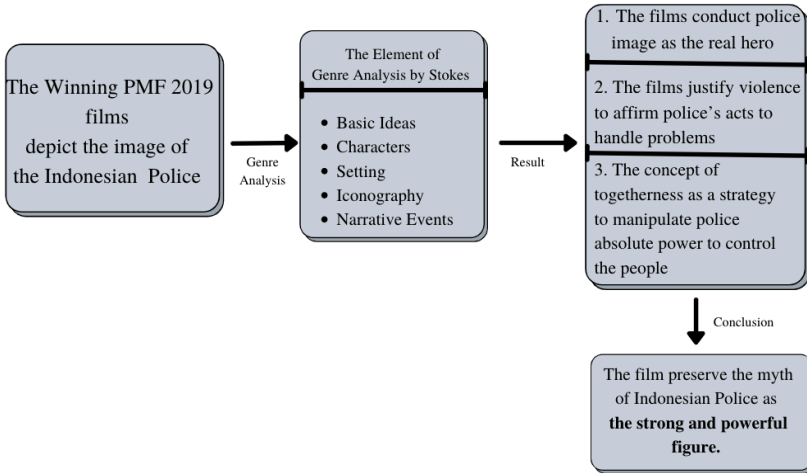 The Winning PMF 2019
films
depict the image of
the Indonesian Police
Genre
Analysis
The Element of
Genre Analysis by Stokes
• Basic Ideas
• Characters
• Setting
• Iconography
• Narrative Events
Result
1. The films conduct police
image as the real hero
2. The films justify violence
to affirm police's acts to
handle problems
3. The concept of
togetherness as a strategy
to manipulate police
absolute power to control
the people
Conclusion
The film preserve the myth
of Indonesian Police as
the strong and powerful
figure.